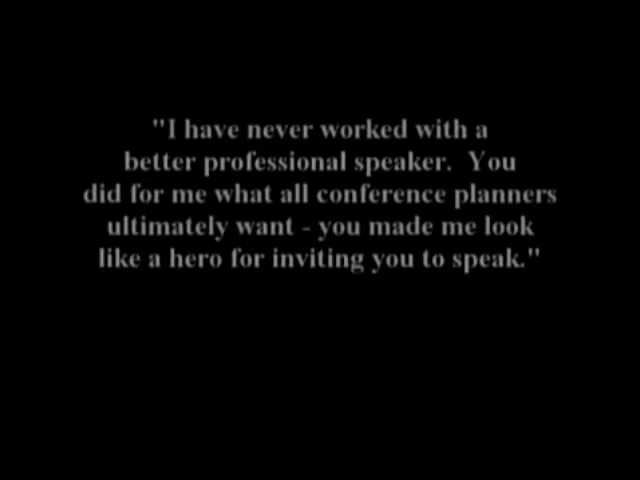 "I have never worked with a
better professional speaker.  You
did for me what all conference planners
ultimately want - you made me look
like a hero for inviting you to speak."